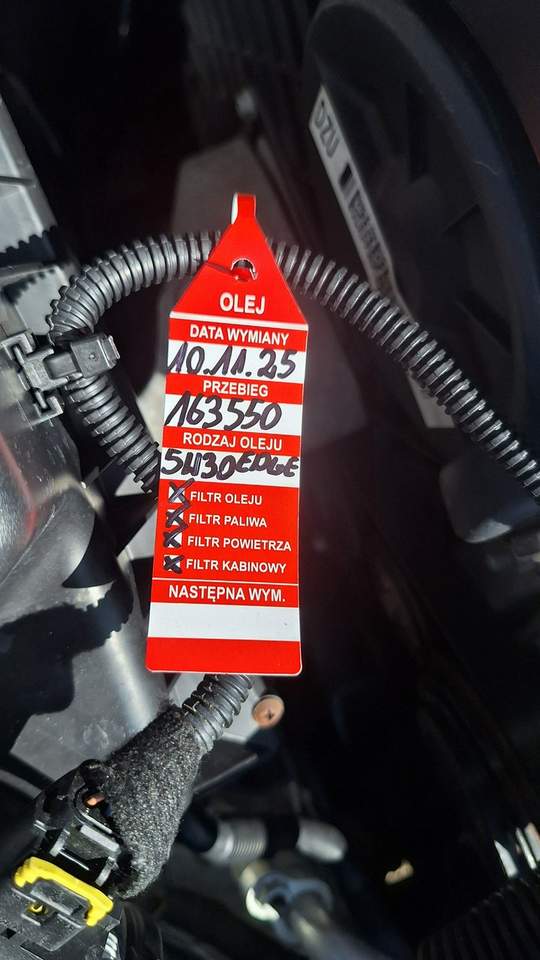 OLEJ
DATA WYMIANY
10.11.25
PRZEBIEG
163550
RODZAJ OLEJU
5W30 EDGE
FILTR OLEJU
FILTR PALIWA
FILTR POWIETRZA
FILTR KABINOWY
NASTĘPNA WYM.